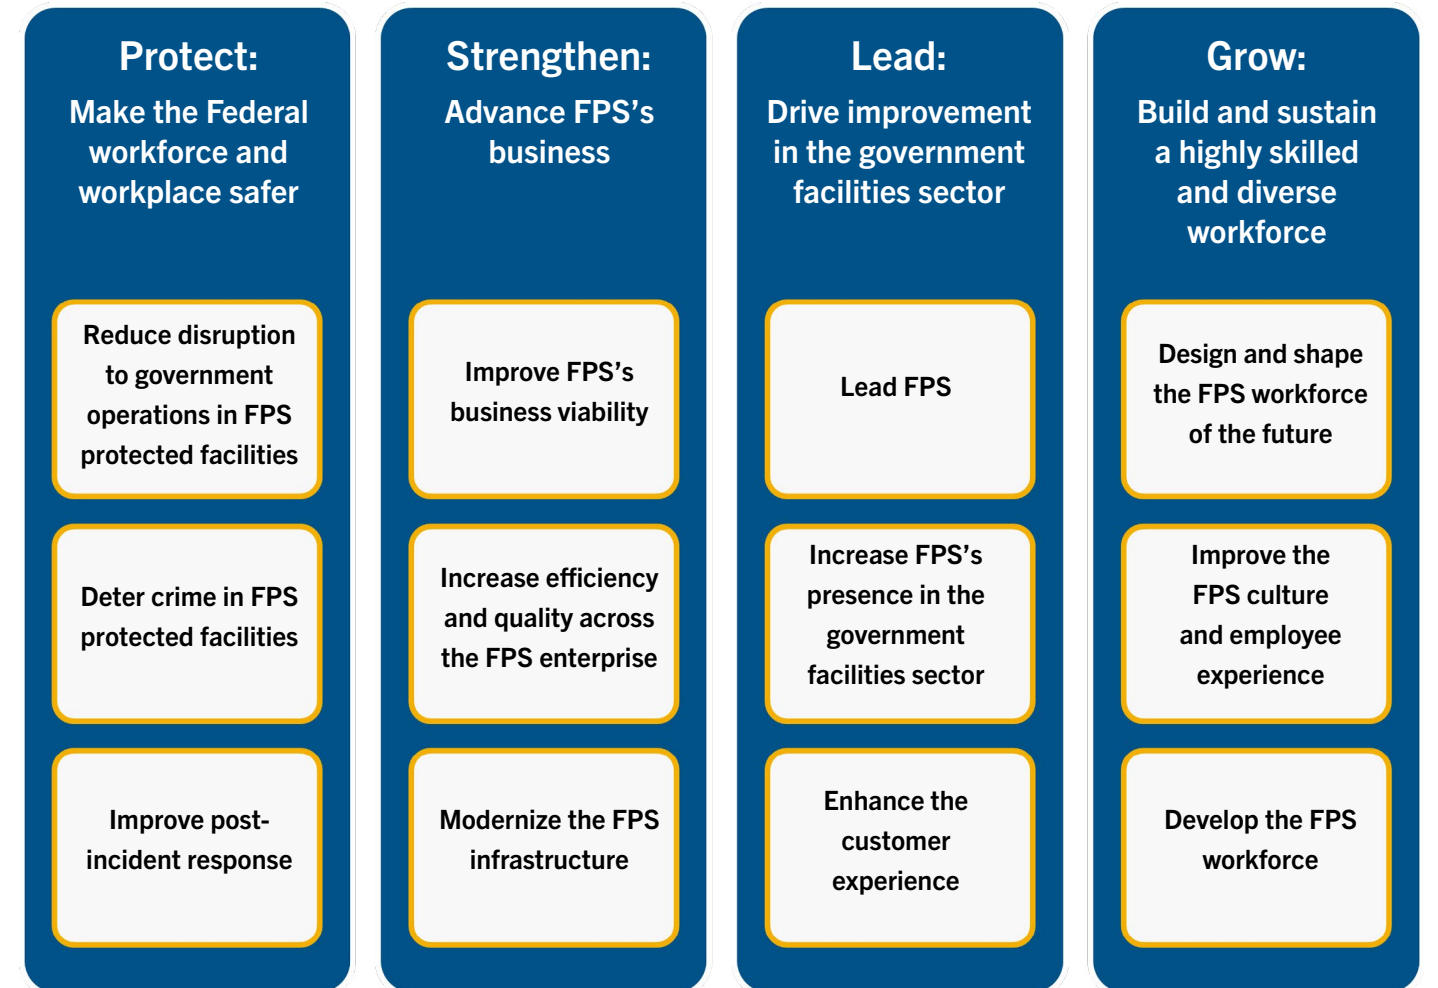 Protect:
Make the Federal
workforce and
workplace safer
Reduce disruption
to government
operations in FPS
protected facilities
Deter crime in FPS
protected facilities
Improve post-
incident response
Strengthen:
Advance FPS’s
business
Improve FPS’s
business viability
Increase efficiency
and quality across
the FPS enterprise
Modernize the FPS
infrastructure
Lead:
Drive improvement
in the government
facilities sector
Lead FPS
Increase FPS’s
presence in the
government
facilities sector
Enhance the
customer
experience
Grow:
Build and sustain
a highly skilled
and diverse
workforce
Design and shape
the FPS workforce
of the future
Improve the
FPS culture
and employee
experience
Develop the FPS
workforce